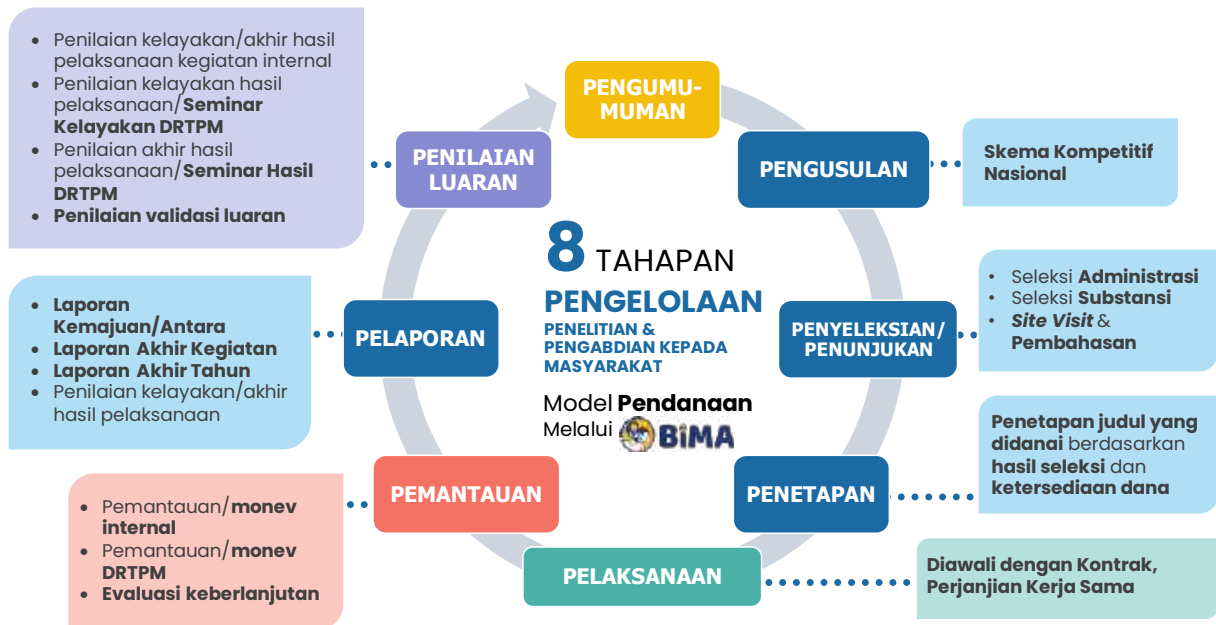 PENGUMU-
MUMAN
PENGUSULAN
Skema Kompetitif
Nasional
PENYELEKSIAN/
PENUNJUKAN
• Seleksi Administrasi
• Seleksi Substansi
• Site Visit &
Pembahasan
PENETAPAN
Penetapan judul yang
didanai berdasarkan
hasil seleksi dan
ketersediaan dana
PELAKSANAAN
Diawali dengan Kontrak,
Perjanjian Kerja Sama
PEMANTAUAN
• Pemantauan/monev
internal
• Pemantauan/monev
DRTPM
• Evaluasi keberlanjutan
PELAPORAN
• Laporan
Kemajuan/Antara
• Laporan Akhir Kegiatan
• Laporan Akhir Tahun
• Penilaian kelayakan/akhir
hasil pelaksanaan
PENILAIAN
LUARAN
• Penilaian kelayakan/akhir hasil
pelaksanaan kegiatan internal
• Penilaian kelayakan hasil
pelaksanaan/Seminar
Kelayakan DRTPM
• Penilaian akhir hasil
pelaksanaan/Seminar Hasil
DRTPM
• Penilaian validasi luaran
8 TAHAPAN
PENGELOLAAN
PENELITIAN &
PENGABDIAN KEPADA
MASYARAKAT
Model Pendanaan
Melalui BiMA